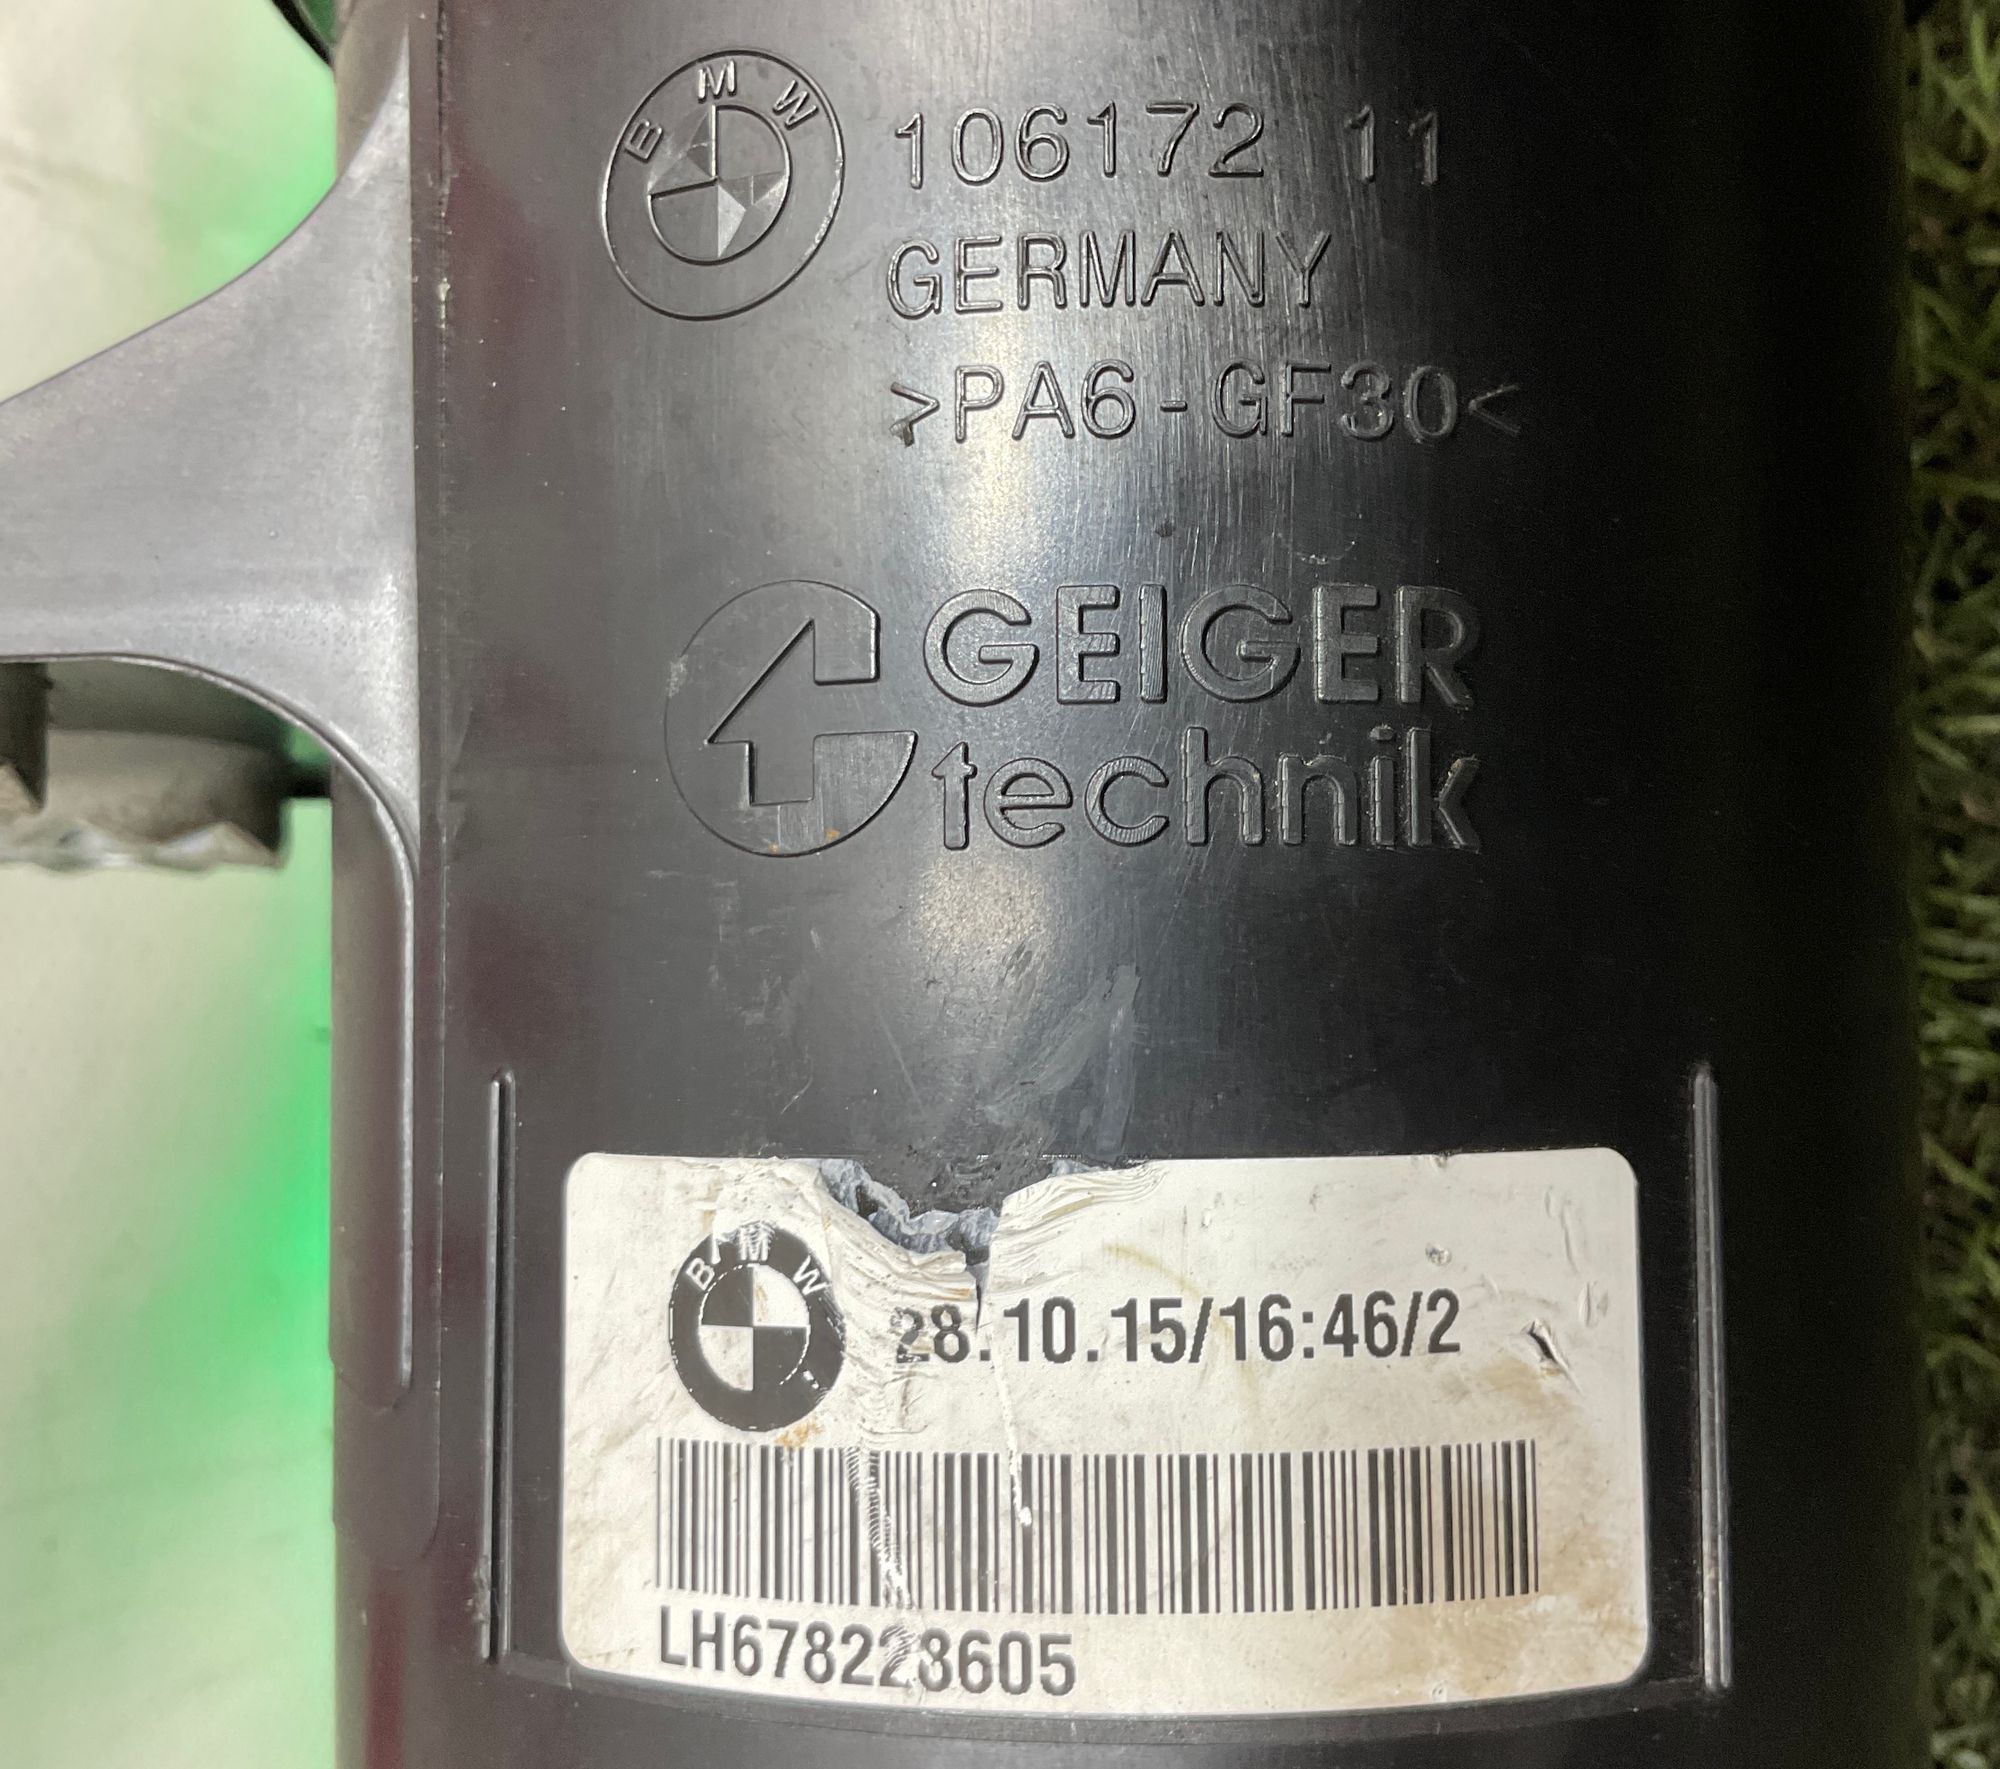 BMW
106172 11
GERMANY
>PA6-GF30<
GEIGER
technik
BMW
28.10.15/16:46/2
LH678223605